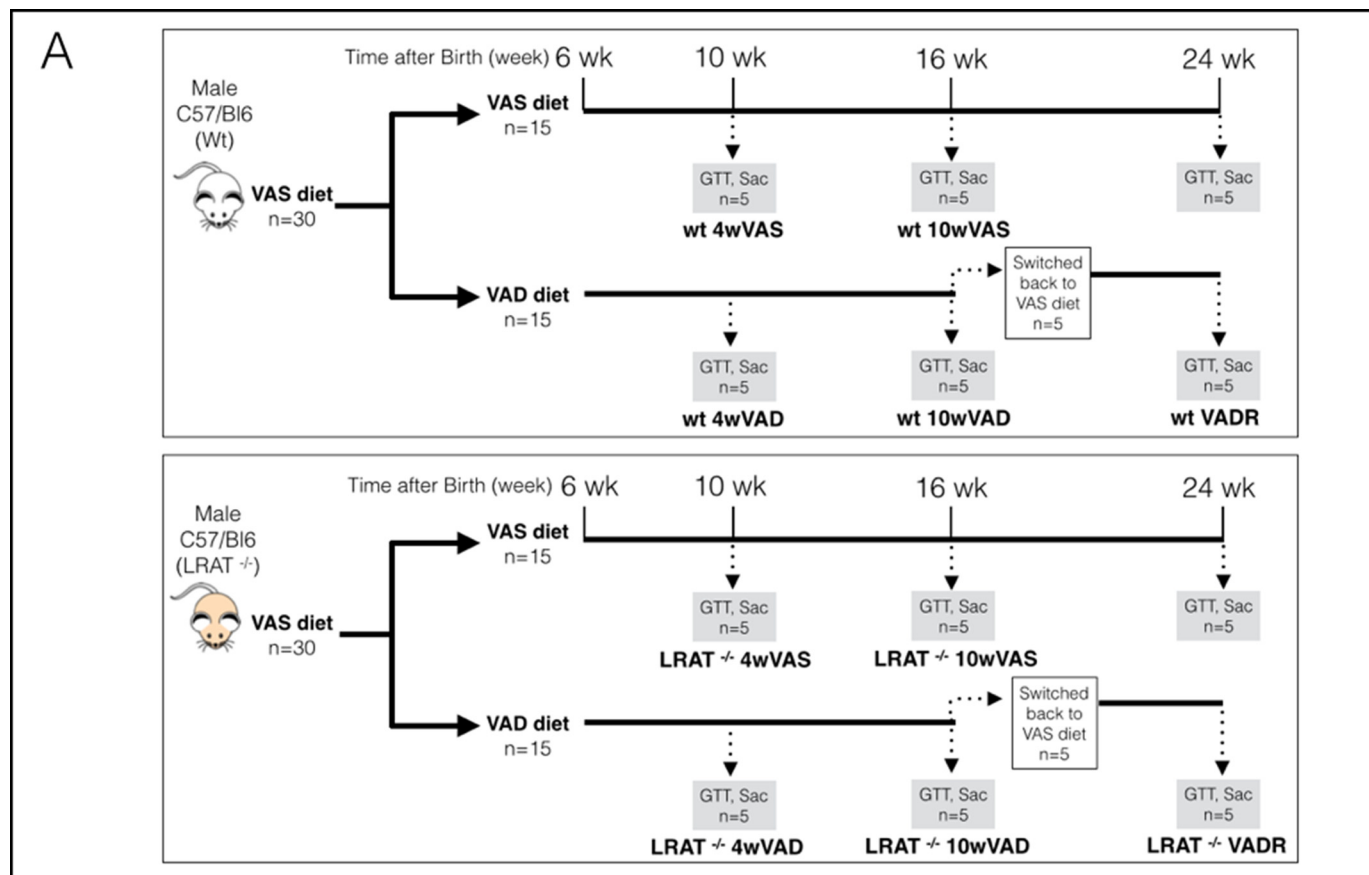 A
Time after Birth (week) 6 wk 10 wk 16 wk 24 wk
Male
C57/Bl6
(Wt)
VAS diet
n=30
VAS diet
n=15
GTT, Sac
n=5
wt 4wVAS
GTT, Sac
n=5
wt 10wVAS
GTT, Sac
n=5
VAD diet
n=15
Switched
back to
VAS diet
n=5
GTT, Sac
n=5
wt 4wVAD
GTT, Sac
n=5
wt 10wVAD
GTT, Sac
n=5
wt VADR
Time after Birth (week) 6 wk 10 wk 16 wk 24 wk
Male
C57/Bl6
(LRAT -/-)
VAS diet
n=30
VAS diet
n=15
GTT, Sac
n=5
LRAT -/- 4wVAS
GTT, Sac
n=5
LRAT -/- 10wVAS
GTT, Sac
n=5
VAD diet
n=15
Switched
back to
VAS diet
n=5
GTT, Sac
n=5
LRAT -/- 4wVAD
GTT, Sac
n=5
LRAT -/- 10wVAD
GTT, Sac
n=5
LRAT -/- VADR